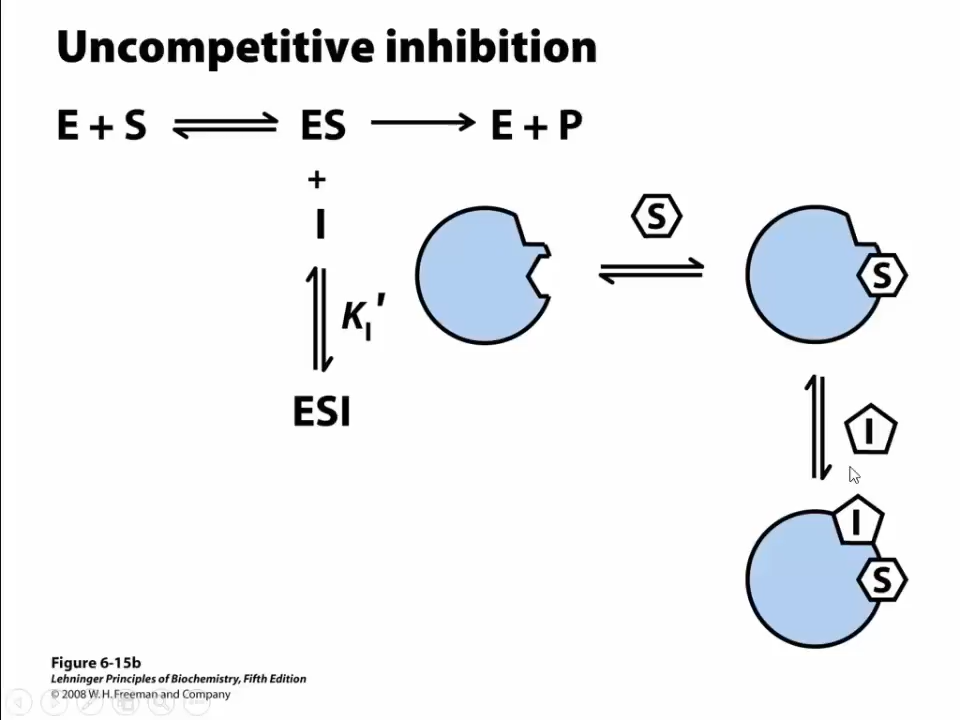 Uncompetitive inhibition
E + S ⇌ ES → E + P
+
I
K_I′
ESI
S
S
I
I
S
Figure 6-15b
Lehninger Principles of Biochemistry, Fifth Edition
© 2008 W. H. Freeman and Company